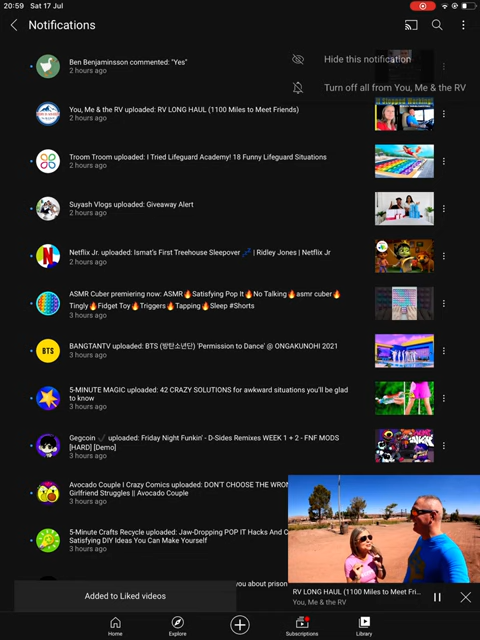 20:59 Sat 17 Jul
Notifications
Ben Benjaminsson commented: "Yes"
2 hours ago
Hide this notification
Turn off all from You, Me & the RV
You, Me & the RV uploaded: RV LONG HAUL (1100 Miles to Meet Friends)
2 hours ago
Troom Troom uploaded: I Tried Lifeguard Academy! 18 Funny Lifeguard Situations
2 hours ago
Suyash Vlogs uploaded: Giveaway Alert
2 hours ago
Netflix Jr. uploaded: Ismat's First Treehouse Sleepover 💤 | Ridley Jones | Netflix Jr
2 hours ago
ASMR Cuber premiering now: ASMR🔥Satisfying Pop It🔥No Talking🔥asmr cuber🔥
Tingly🔥Fidget Toy🔥Triggers🔥Tapping🔥Sleep #Shorts
3 hours ago
BTS
BANGTANTV uploaded: BTS (방탄소년단) 'Permission to Dance' @ ONGAKUNOHI 2021
3 hours ago
5-MINUTE MAGIC uploaded: 42 CRAZY SOLUTIONS for awkward situations you'll be glad
to know
3 hours ago
Gegcoin ✓ uploaded: Friday Night Funkin' - D-Sides Remixes WEEK 1 + 2 - FNF MODS
[HARD] [Demo]
3 hours ago
Avocado Couple I Crazy Comics uploaded: DON'T CHOOSE THE WRON
Girlfriend Struggles || Avocado Couple
3 hours ago
5-Minute Crafts Recycle uploaded: Jaw-Dropping POP IT Hacks And C
Satisfying DIY Ideas You Can Make Yourself
3 hours ago
you about prison
Added to Liked videos
RV LONG HAUL (1100 Miles to Meet Fri...
You, Me & the RV
Home
Explore
Subscriptions
Library